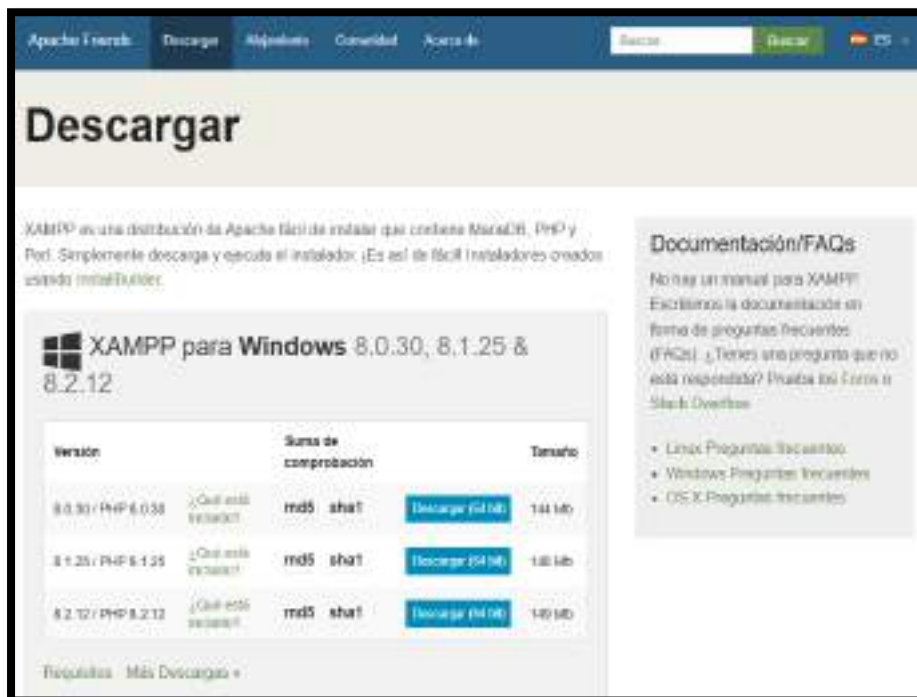 Apache Friends Descargar Alojamiento Comunidad Acerca de Buscar... Buscar ES
Descargar
XAMPP es una distribución de Apache fácil de instalar que contiene MariaDB, PHP y
Perl. Simplemente descarga y ejecuta el instalador. ¡Es así de fácil! Instaladores creados
usando InstallBuilder.
XAMPP para Windows 8.0.30, 8.1.25 &
8.2.12
Versión Suma de comprobación Tamaño
8.0.30 / PHP 8.0.30 ¿Qué está incluido? md5 sha1 Descargar (64 bit) 144 Mb
8.1.25 / PHP 8.1.25 ¿Qué está incluido? md5 sha1 Descargar (64 bit) 148 Mb
8.2.12 / PHP 8.2.12 ¿Qué está incluido? md5 sha1 Descargar (64 bit) 149 Mb
Requisitos Más Descargas »
Documentación/FAQs
No hay un manual para XAMPP.
Escribimos la documentación en
forma de preguntas frecuentes
(FAQs). ¿Tienes una pregunta que no
está respondida? Prueba los Foros o
Stack Overflow.
• Linux Preguntas frecuentes
• Windows Preguntas frecuentes
• OS X Preguntas frecuentes